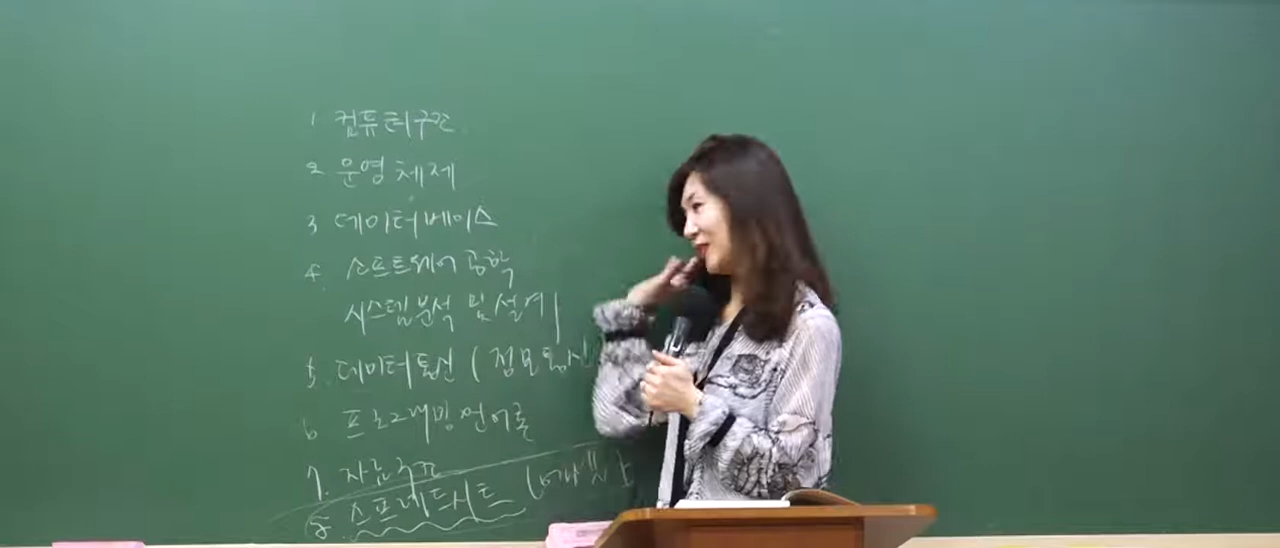 1 컴퓨터구조
2 운영체제
3 데이터베이스
4. 소프트웨어공학
시스템분석 및 설계
5. 데이터통신 (정보통신
6 프로그래밍언어론
7. 자료구조
⑧. 스프레드시트